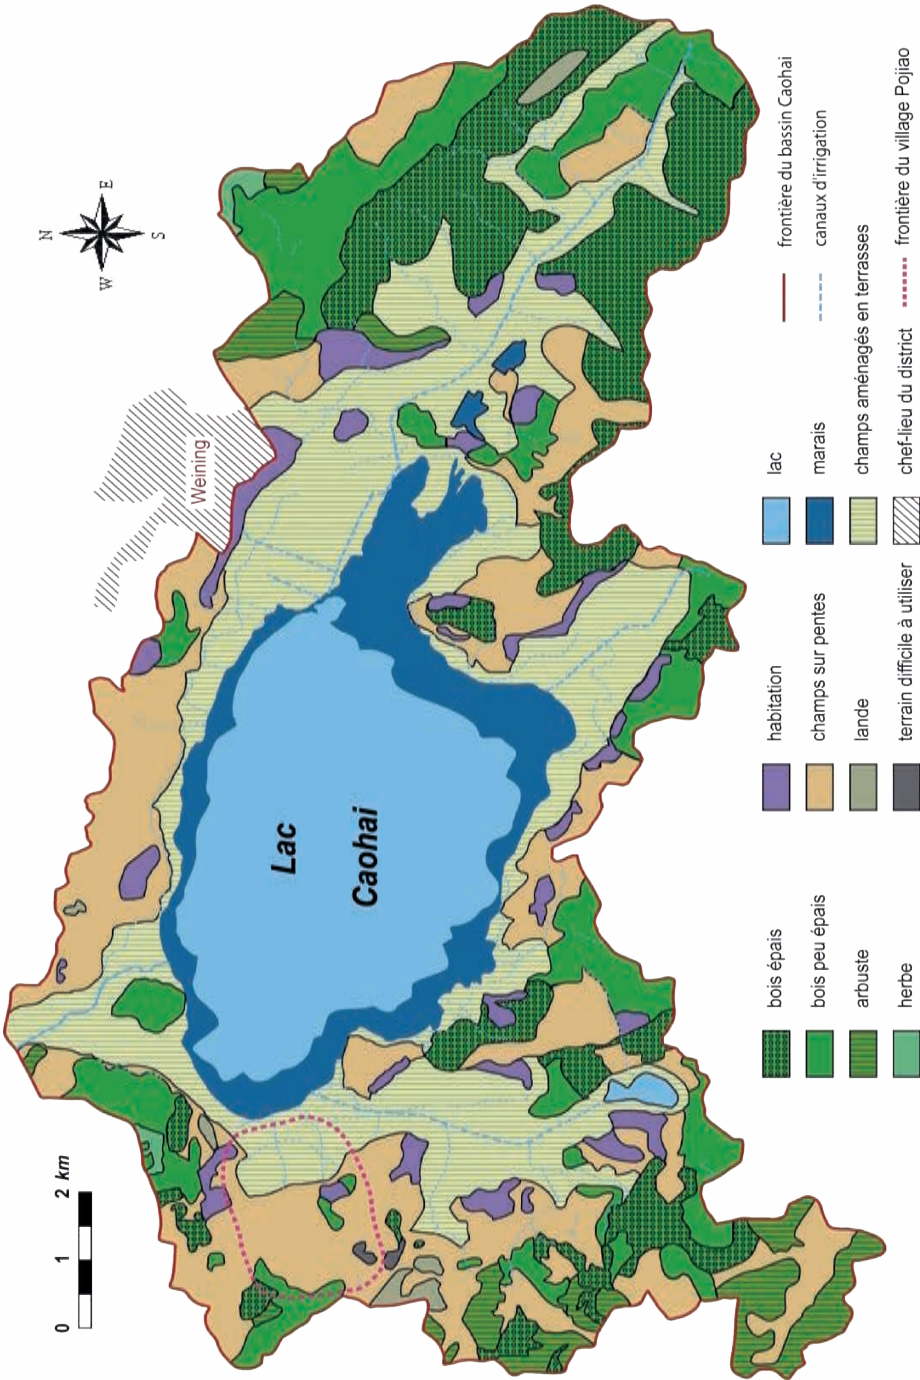 N
W
E
S
Weining
Lac
Caohai
0 1 2 km
bois épais
bois peu épais
arbuste
herbe
habitation
champs sur pentes
lande
terrain difficile à utiliser
lac
marais
champs aménagés en terrasses
chef-lieu du district
frontière du bassin Caohai
canaux d'irrigation
frontière du village Pojiao